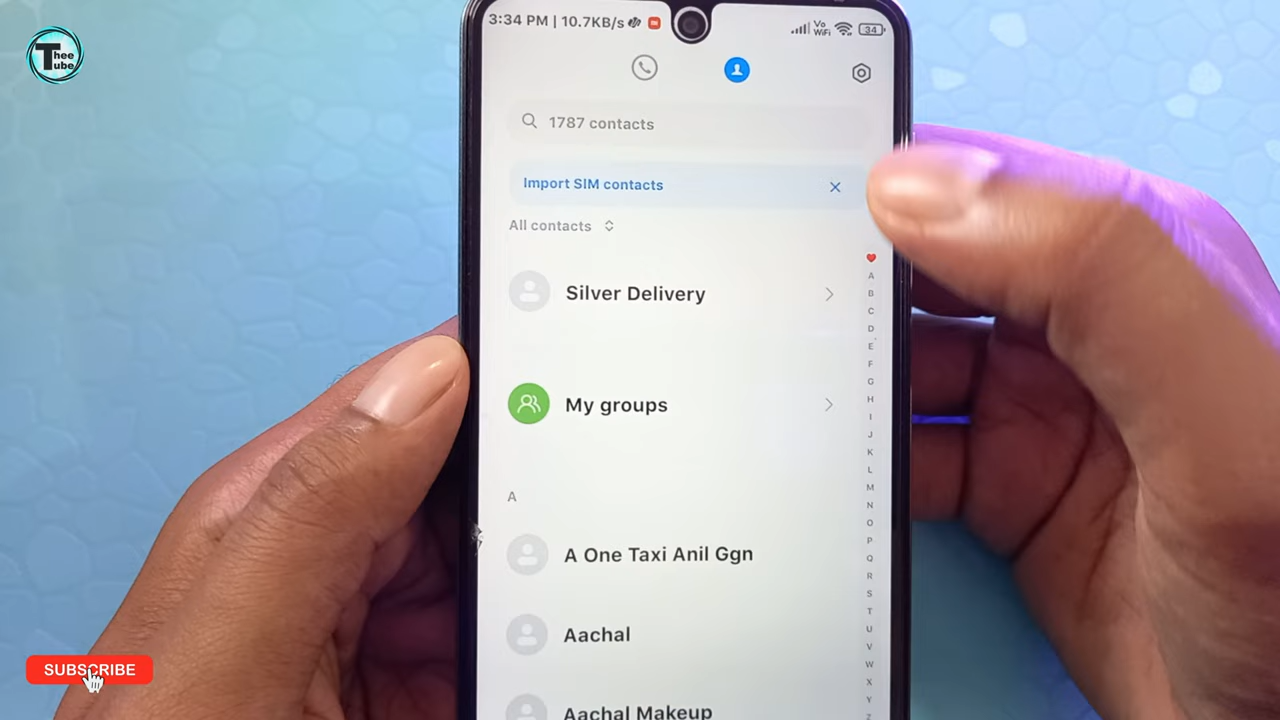 Thee
Tube
3:34 PM | 10.7KB/s
Vo
WiFi
34
1787 contacts
Import SIM contacts
All contacts
Silver Delivery
My groups
A
A One Taxi Anil Ggn
Aachal
Aachal Makeup
A
B
C
D
E
F
G
H
I
J
K
L
M
N
O
P
Q
R
S
T
U
V
W
X
Y
Z
SUBSCRIBE